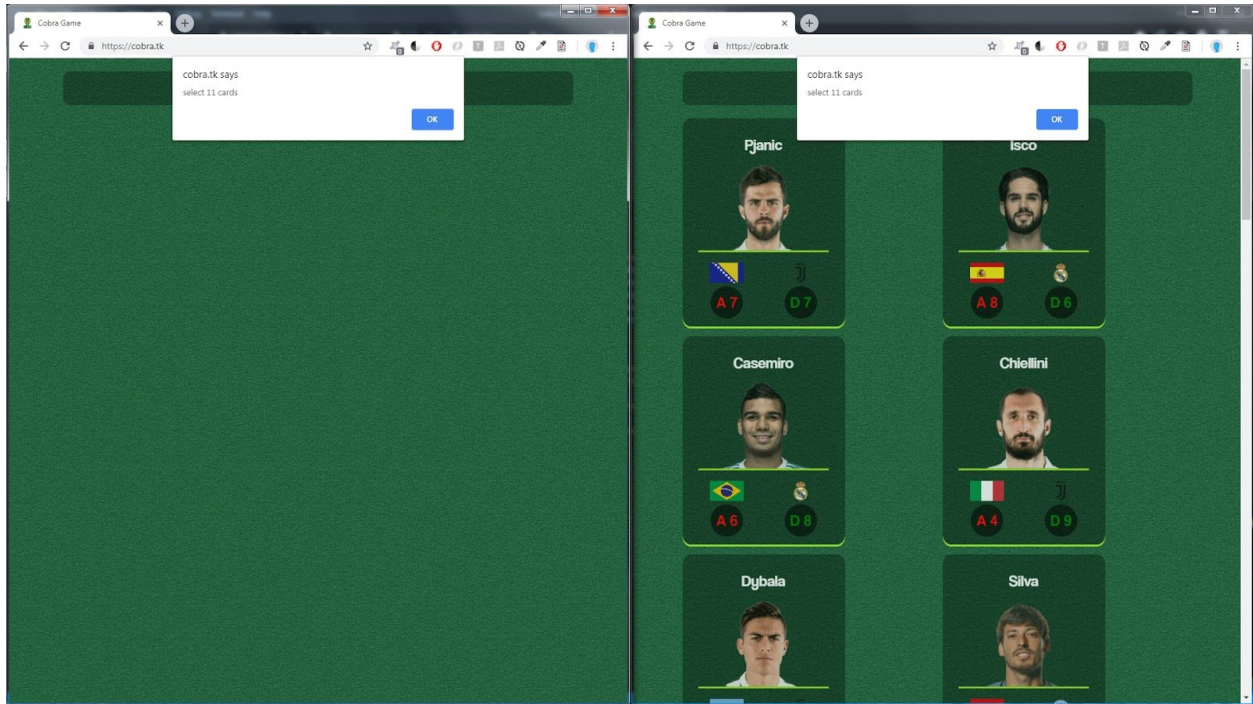 Cobra Game
https://cobra.tk
cobra.tk says
select 11 cards
OK
Cobra Game
https://cobra.tk
cobra.tk says
select 11 cards
OK
Pjanic
Isco
A 7
D 7
A 8
D 6
Casemiro
Chiellini
A 6
D 8
A 4
D 9
Dybala
Silva